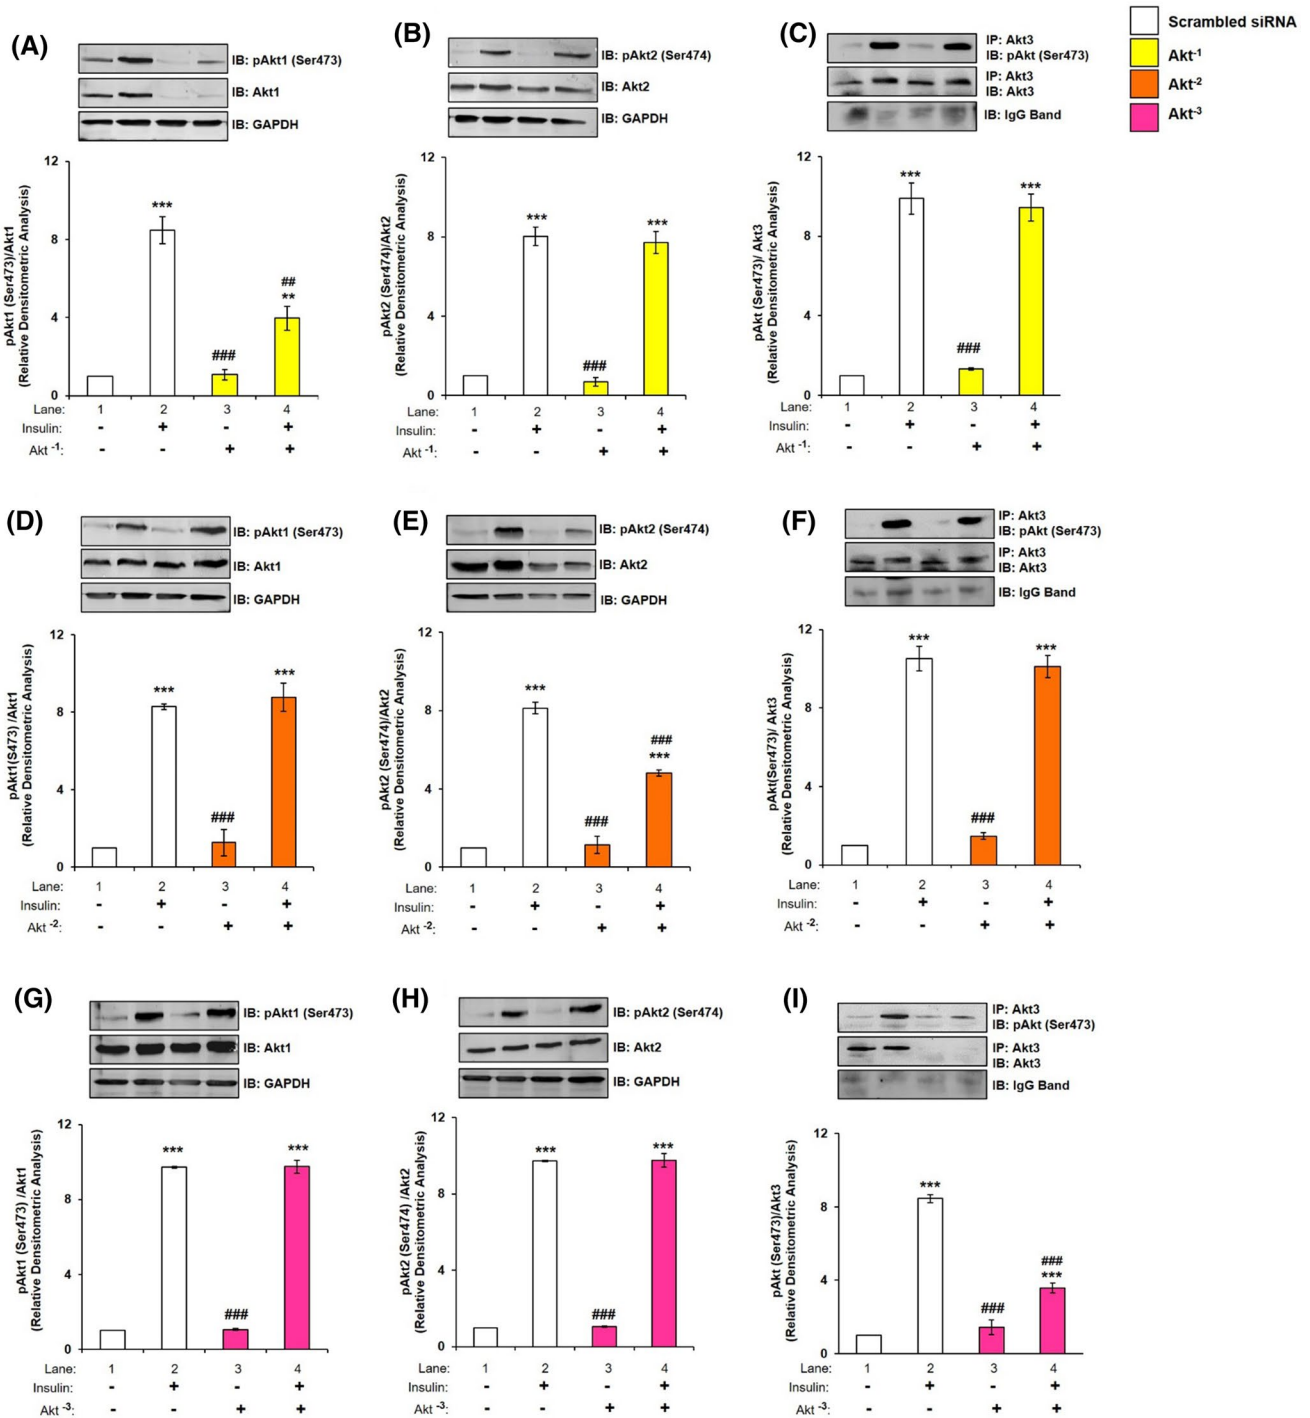 Scrambled siRNA
Akt-1
Akt-2
Akt-3
(A)
IB: pAkt1 (Ser473)
IB: Akt1
IB: GAPDH
pAkt1 (Ser473)/Akt1
(Relative Densitometric Analysis)
12
8
4
0
***
###
##
**
Lane: 1 2 3 4
Insulin: - + - +
Akt -1: - - + +
(B)
IB: pAkt2 (Ser474)
IB: Akt2
IB: GAPDH
pAkt2 (Ser474)/Akt2
(Relative Densitometric Analysis)
12
8
4
0
***
###
***
Lane: 1 2 3 4
Insulin: - + - +
Akt -1: - - + +
(C)
IP: Akt3
IB: pAkt (Ser473)
IP: Akt3
IB: Akt3
IB: IgG Band
pAkt (Ser473)/ Akt3
(Relative Densitometric Analysis)
12
8
4
0
***
###
***
Lane: 1 2 3 4
Insulin: - + - +
Akt -1: - - + +
(D)
IB: pAkt1 (Ser473)
IB: Akt1
IB: GAPDH
pAkt1(S473) /Akt1
(Relative Densitometric Analysis)
12
8
4
0
***
###
***
Lane: 1 2 3 4
Insulin: - + - +
Akt -2: - - + +
(E)
IB: pAkt2 (Ser474)
IB: Akt2
IB: GAPDH
pAkt2 (Ser474)/Akt2
(Relative Densitometric Analysis)
12
8
4
0
***
###
###
***
Lane: 1 2 3 4
Insulin: - + - +
Akt -2: - - + +
(F)
IP: Akt3
IB: pAkt (Ser473)
IP: Akt3
IB: Akt3
IB: IgG Band
pAkt(Ser473)/ Akt3
(Relative Densitometric Analysis)
12
8
4
0
***
###
***
Lane: 1 2 3 4
Insulin: - + - +
Akt -2: - - + +
(G)
IB: pAkt1 (Ser473)
IB: Akt1
IB: GAPDH
pAkt1 (Ser473) /Akt1
(Relative Densitometric Analysis)
12
8
4
0
***
###
***
Lane: 1 2 3 4
Insulin: - + - +
Akt -3: - - + +
(H)
IB: pAkt2 (Ser474)
IB: Akt2
IB: GAPDH
pAkt2 (Ser474) /Akt2
(Relative Densitometric Analysis)
12
8
4
0
***
###
***
Lane: 1 2 3 4
Insulin: - + - +
Akt -3: - - + +
(I)
IP: Akt3
IB: pAkt (Ser473)
IP: Akt3
IB: Akt3
IB: IgG Band
pAkt (Ser473)/Akt3
(Relative Densitometric Analysis)
12
8
4
0
***
###
###
***
Lane: 1 2 3 4
Insulin: - + - +
Akt -3: - - + +